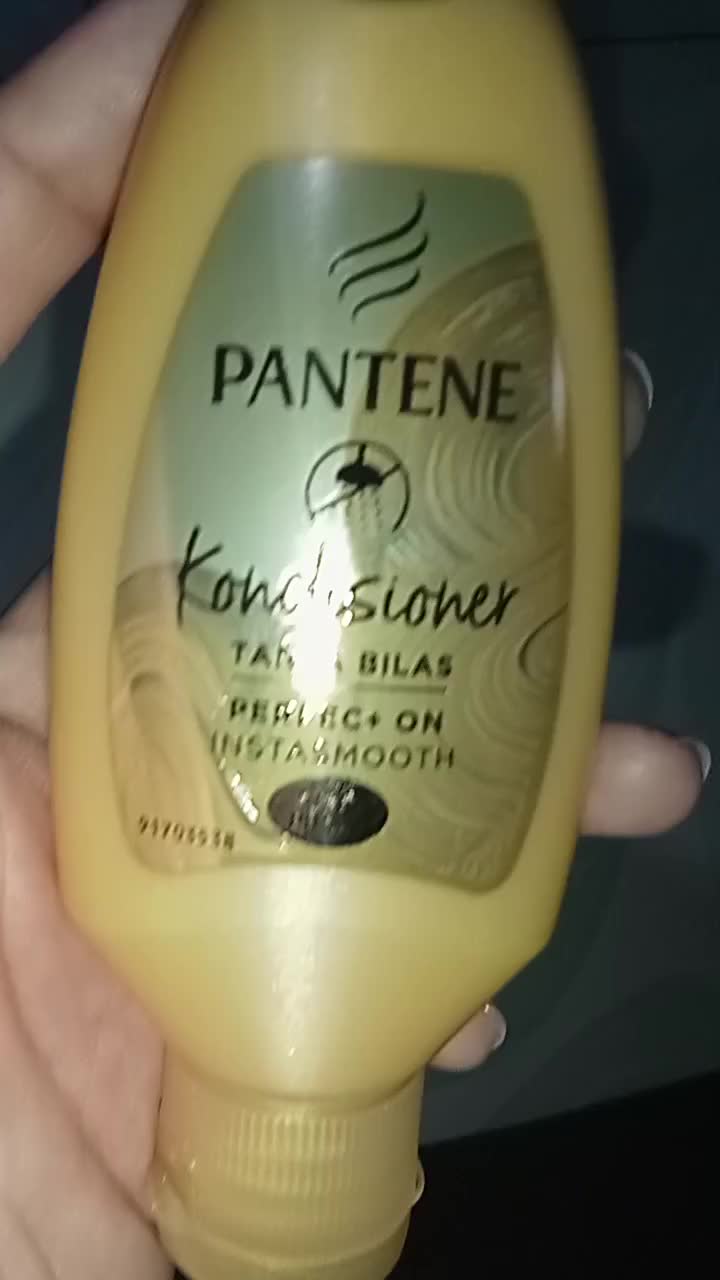 PANTENE
Kondisioner
TANPA BILAS
PERFECT ON
INSTASMOOTH